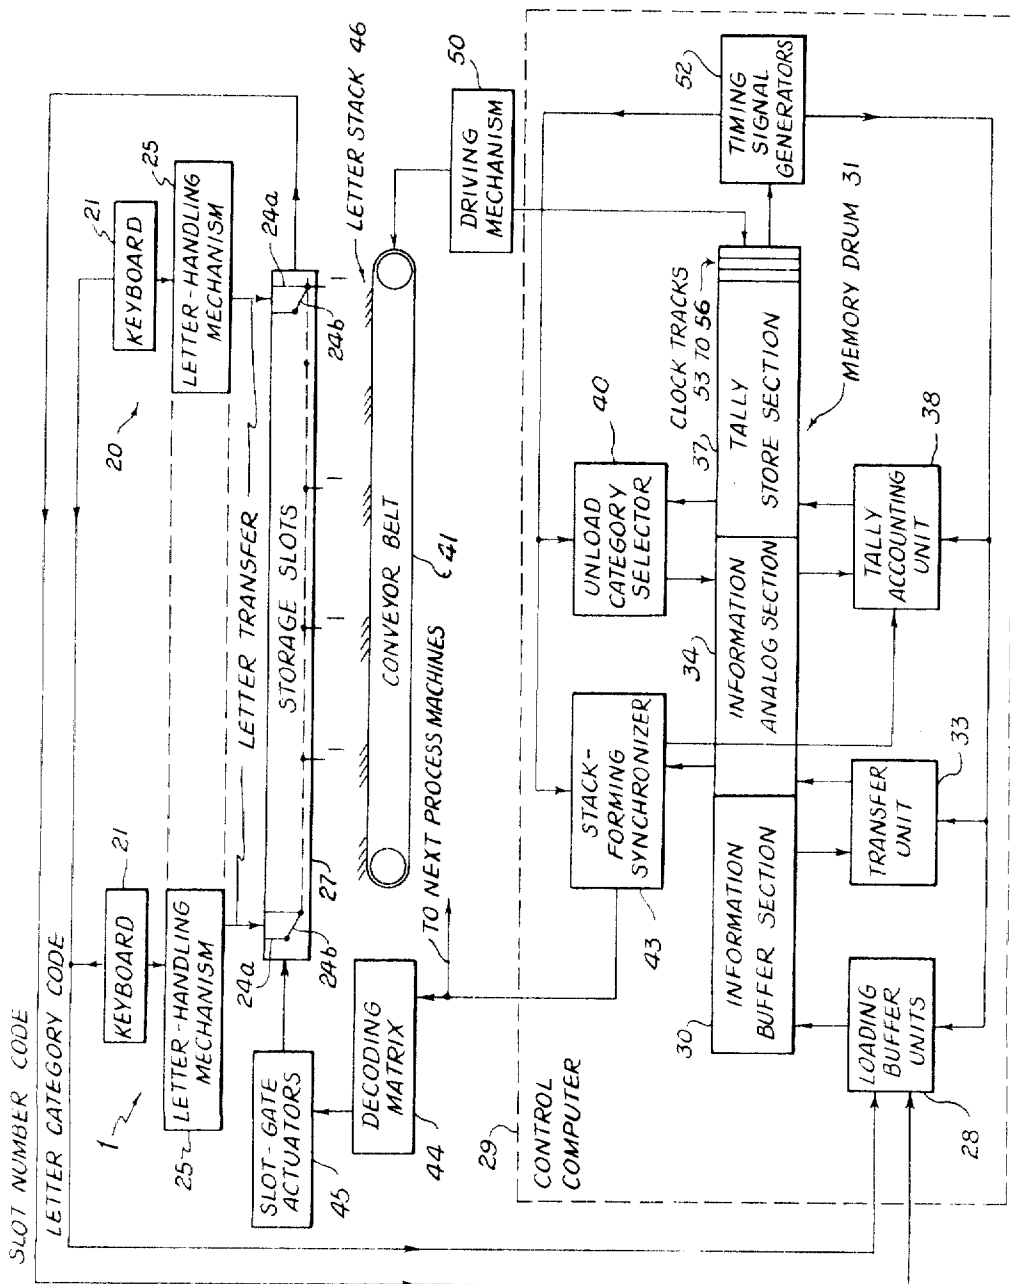 SLOT NUMBER CODE
LETTER CATEGORY CODE
1
KEYBOARD
21
LETTER-HANDLING
MECHANISM
25
20
KEYBOARD
21
LETTER-HANDLING
MECHANISM
25
LETTER TRANSFER
24a
24b
STORAGE SLOTS
27
24a
24b
SLOT-GATE
ACTUATORS
45
LETTER STACK 46
CONVEYOR BELT
41
DECODING
MATRIX
44
TO NEXT PROCESS MACHINES
DRIVING
MECHANISM
50
29
CONTROL
COMPUTER
STACK-
FORMING
SYNCHRONIZER
43
UNLOAD
CATEGORY
SELECTOR
40
TIMING
SIGNAL
GENERATORS
52
CLOCK TRACKS
53 TO 56
30
INFORMATION
BUFFER SECTION
34
INFORMATION
ANALOG SECTION
37
TALLY
STORE SECTION
MEMORY DRUM 31
LOADING
BUFFER
UNITS
28
TRANSFER
UNIT
33
TALLY
ACCOUNTING
UNIT
38